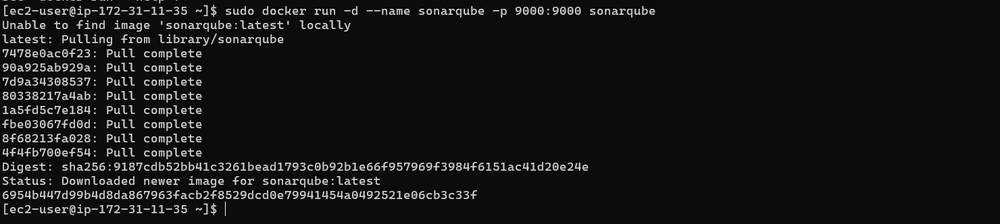 [ec2-user@ip-172-31-11-35 ~]$ sudo docker run -d --name sonarqube -p 9000:9000 sonarqube
Unable to find image 'sonarqube:latest' locally
latest: Pulling from library/sonarqube
7478e0ac0f23: Pull complete
90a925ab929a: Pull complete
7d9a34308537: Pull complete
80338217a4ab: Pull complete
1a5fd5c7e184: Pull complete
fbe03067fd0d: Pull complete
8f68213fa028: Pull complete
4f4fb700ef54: Pull complete
Digest: sha256:9187cdb52bb41c3261bead1793c0b92b1e66f957969f3984f6151ac41d20e24e
Status: Downloaded newer image for sonarqube:latest
6954b447d99b4d8da867963facb2f8529dcd0e79941454a0492521e06cb3c33f
[ec2-user@ip-172-31-11-35 ~]$